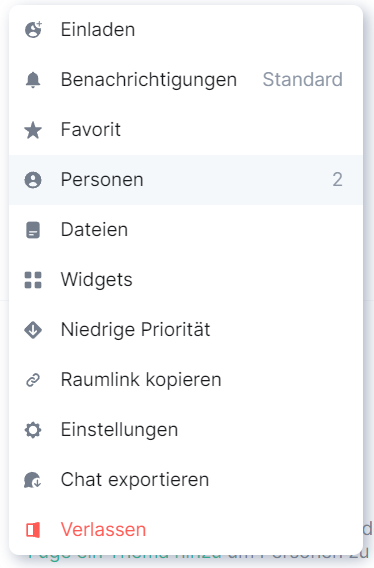 Einladen
Benachrichtigungen Standard
Favorit
Personen 2
Dateien
Widgets
Niedrige Priorität
Raumlink kopieren
Einstellungen
Chat exportieren
Verlassen